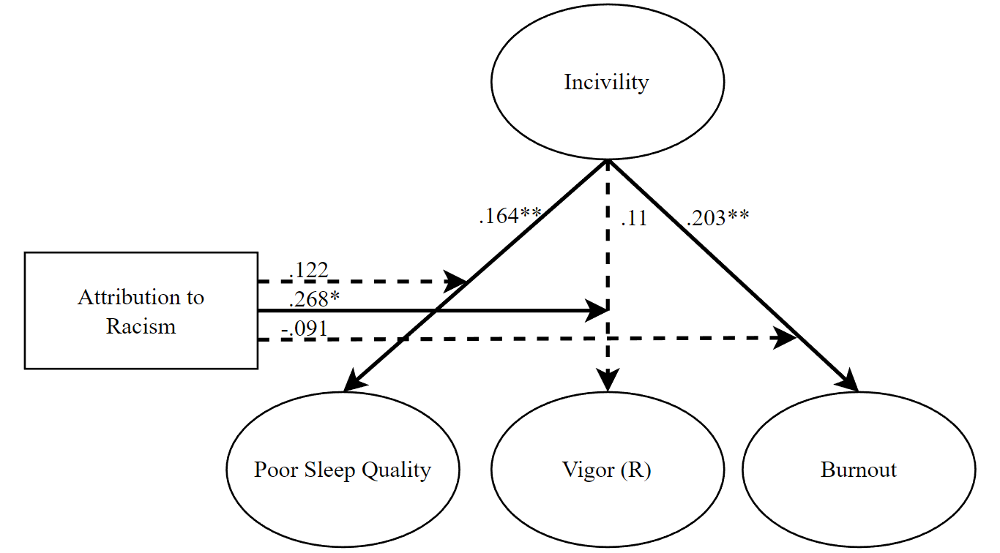 Incivility
.164**
.11
.203**
.122
.268*
-.091
Attribution to
Racism
Poor Sleep Quality
Vigor (R)
Burnout